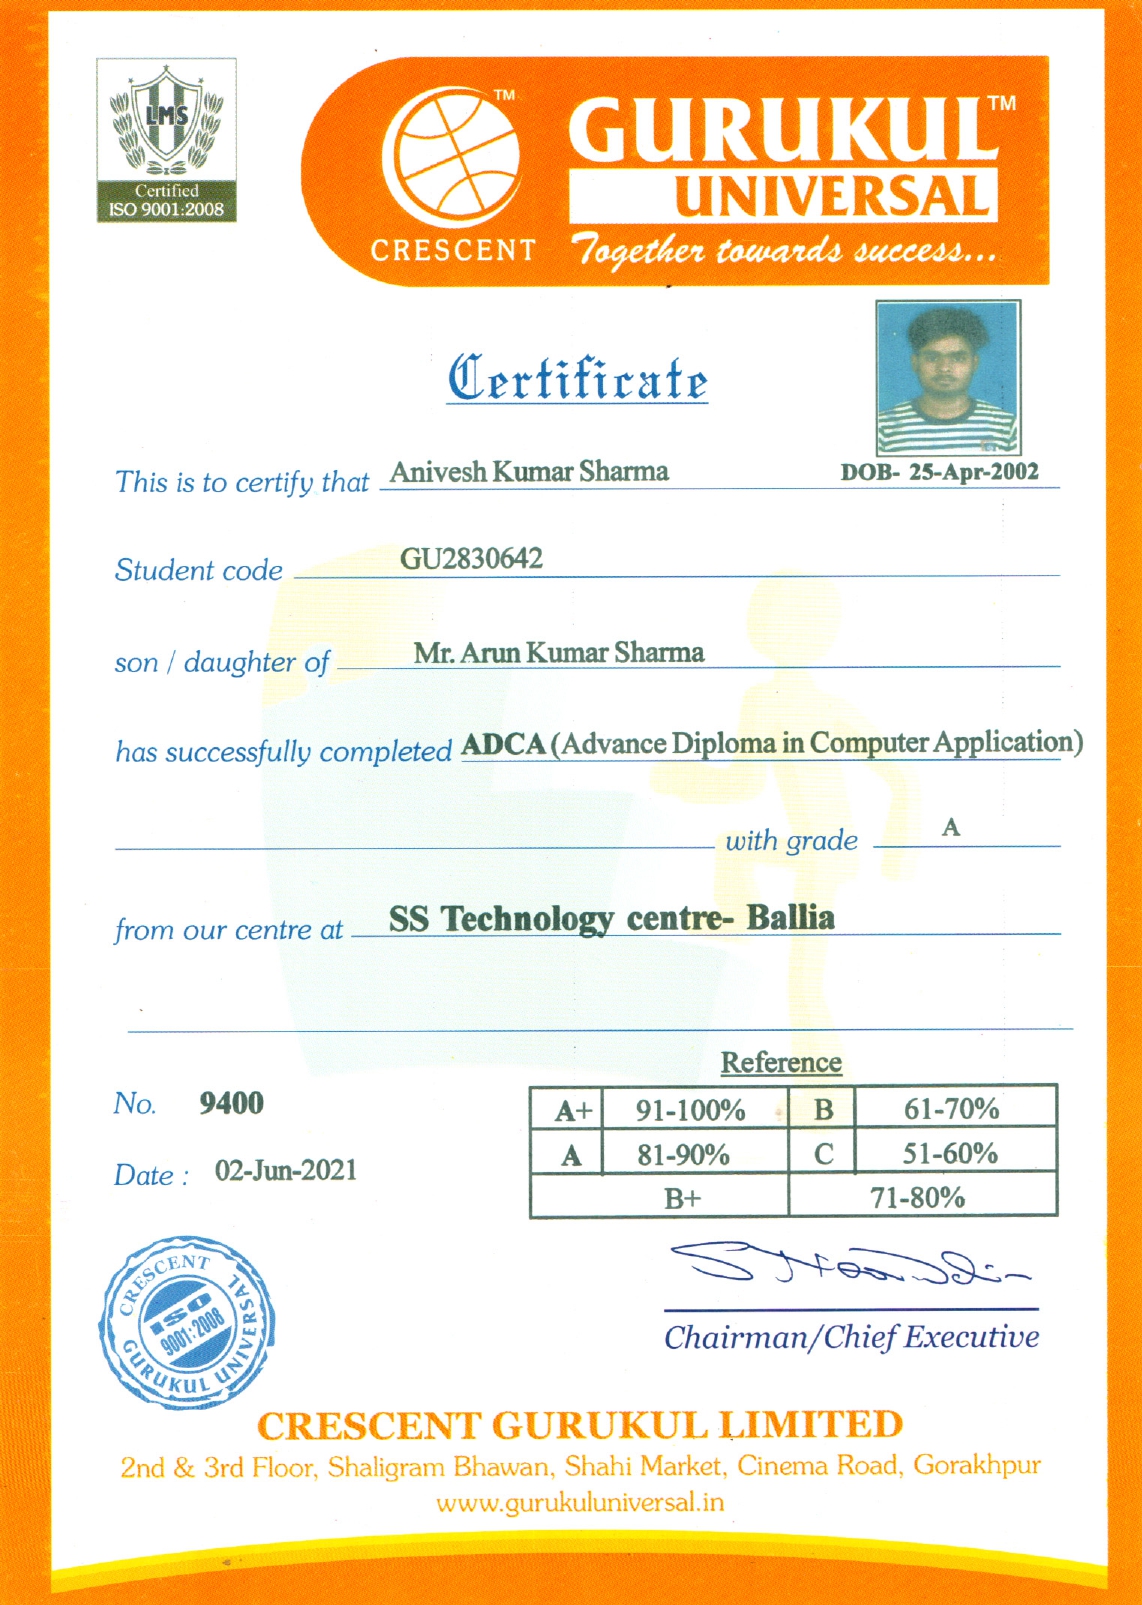 LMS
Certified
ISO 9001:2008
TM
CRESCENT
GURUKUL™
UNIVERSAL
Together towards success...
Certificate
This is to certify that Anivesh Kumar Sharma DOB- 25-Apr-2002
Student code GU2830642
son / daughter of Mr. Arun Kumar Sharma
has successfully completed ADCA (Advance Diploma in Computer Application)
with grade A
from our centre at SS Technology centre- Ballia
Reference
No. 9400
Date : 02-Jun-2021
A+ 91-100% B 61-70%
A 81-90% C 51-60%
B+ 71-80%
CRESCENT
GURUKUL UNIVERSAL
ISO
9001:2008
Chairman/Chief Executive
CRESCENT GURUKUL LIMITED
2nd & 3rd Floor, Shaligram Bhawan, Shahi Market, Cinema Road, Gorakhpur
www.gurukuluniversal.in